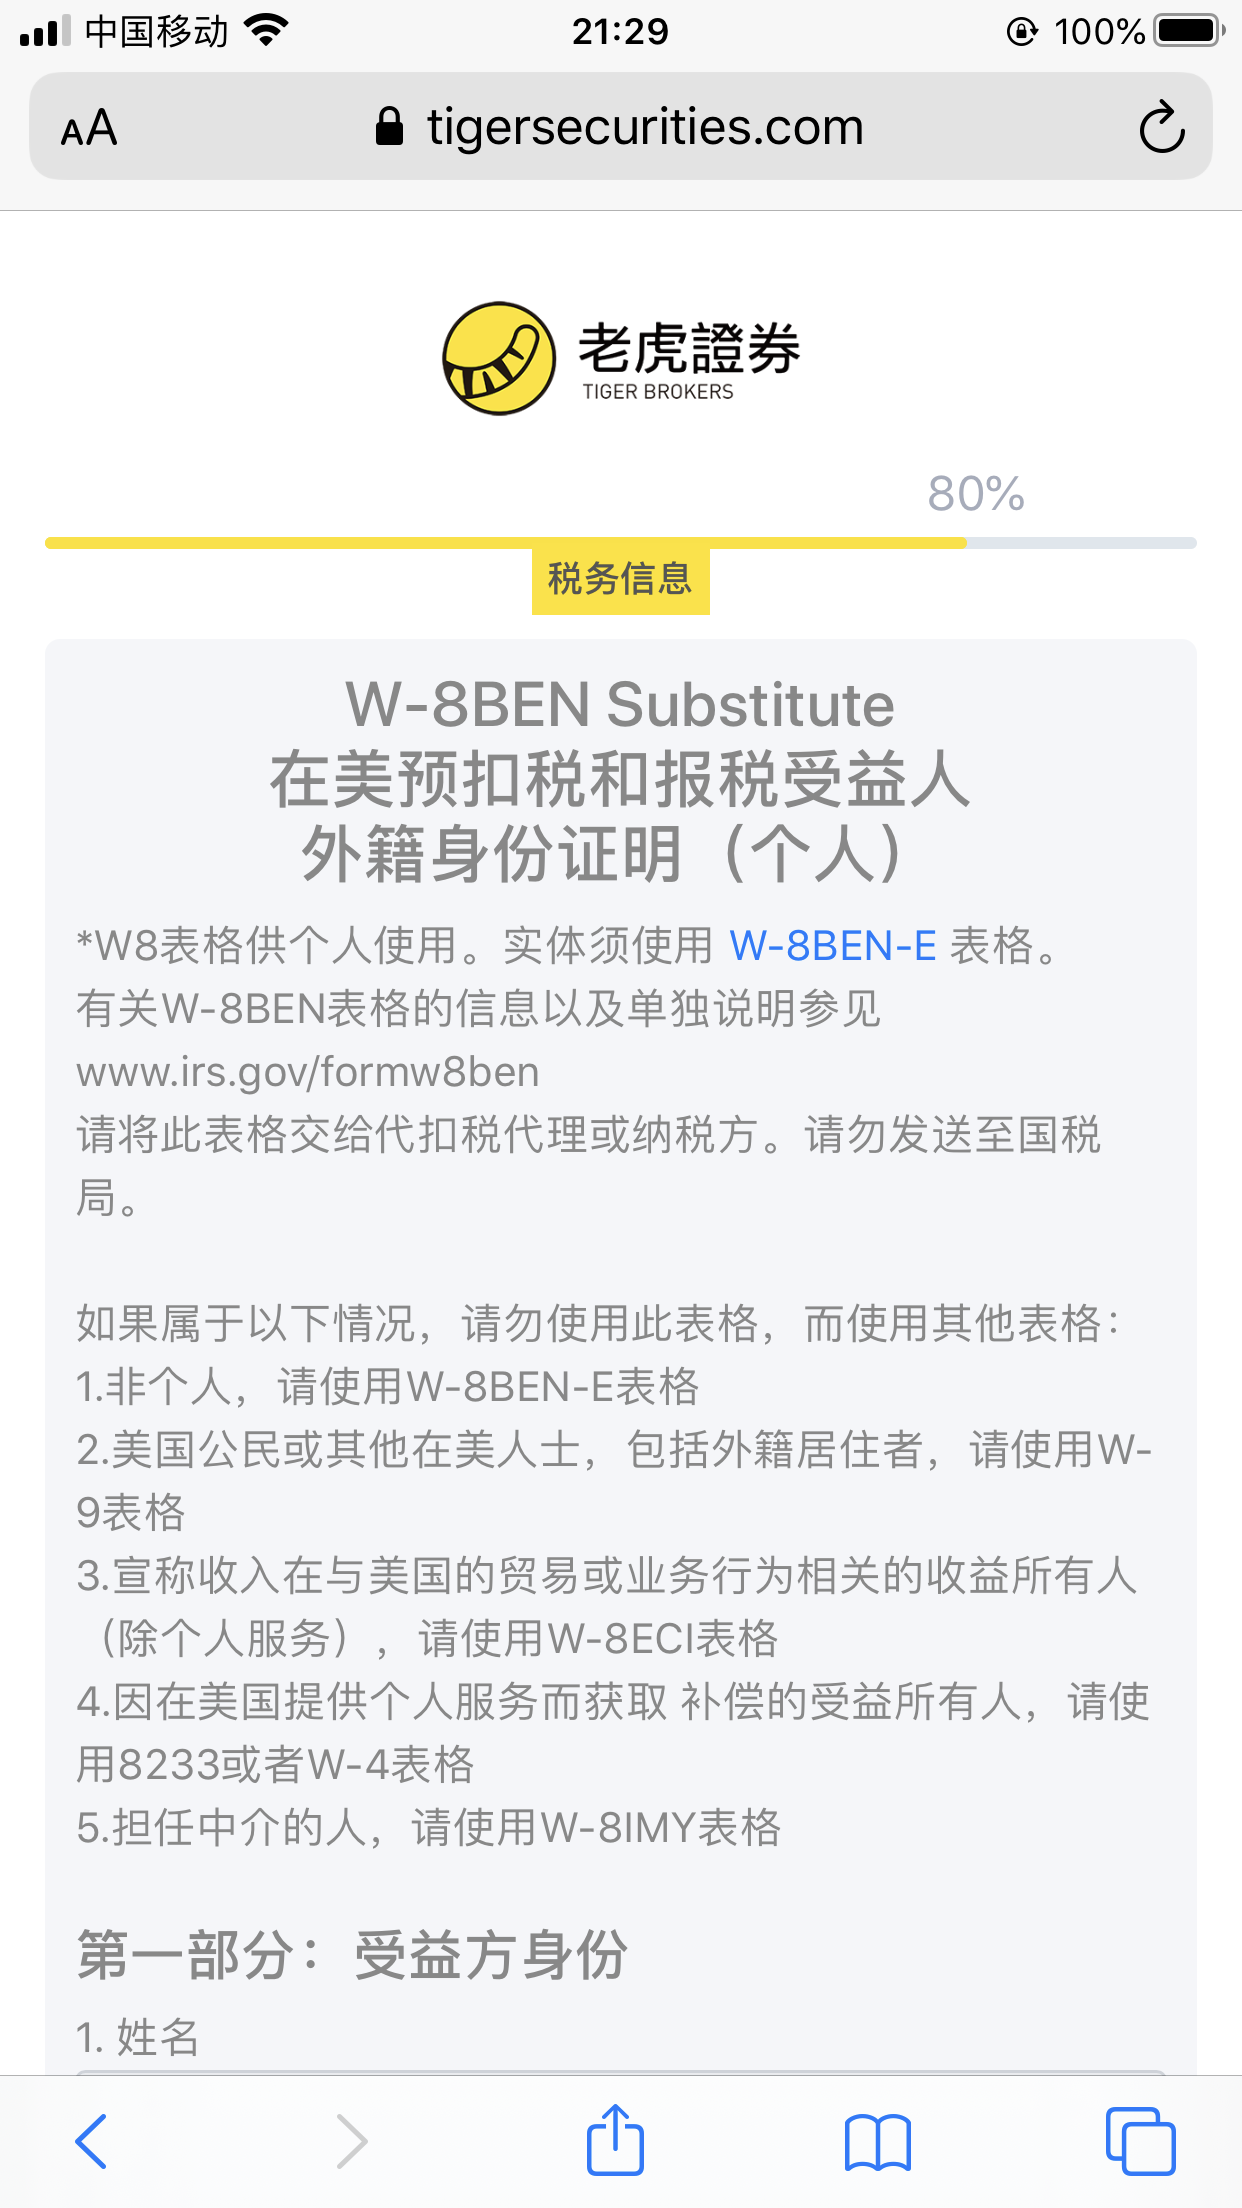 中国移动
21:29
100%
AA
tigersecurities.com
老虎證券
TIGER BROKERS
80%
税务信息
W-8BEN Substitute
在美预扣税和报税受益人
外籍身份证明（个人）
*W8表格供个人使用。实体须使用 W-8BEN-E 表格。
有关W-8BEN表格的信息以及单独说明参见
www.irs.gov/formw8ben
请将此表格交给代扣税代理或纳税方。请勿发送至国税
局。
如果属于以下情况，请勿使用此表格，而使用其他表格：
1.非个人，请使用W-8BEN-E表格
2.美国公民或其他在美人士，包括外籍居住者，请使用W-
9表格
3.宣称收入在与美国的贸易或业务行为相关的收益所有人
（除个人服务），请使用W-8ECI表格
4.因在美国提供个人服务而获取 补偿的受益所有人，请使
用8233或者W-4表格
5.担任中介的人，请使用W-8IMY表格
第一部分：受益方身份
1. 姓名